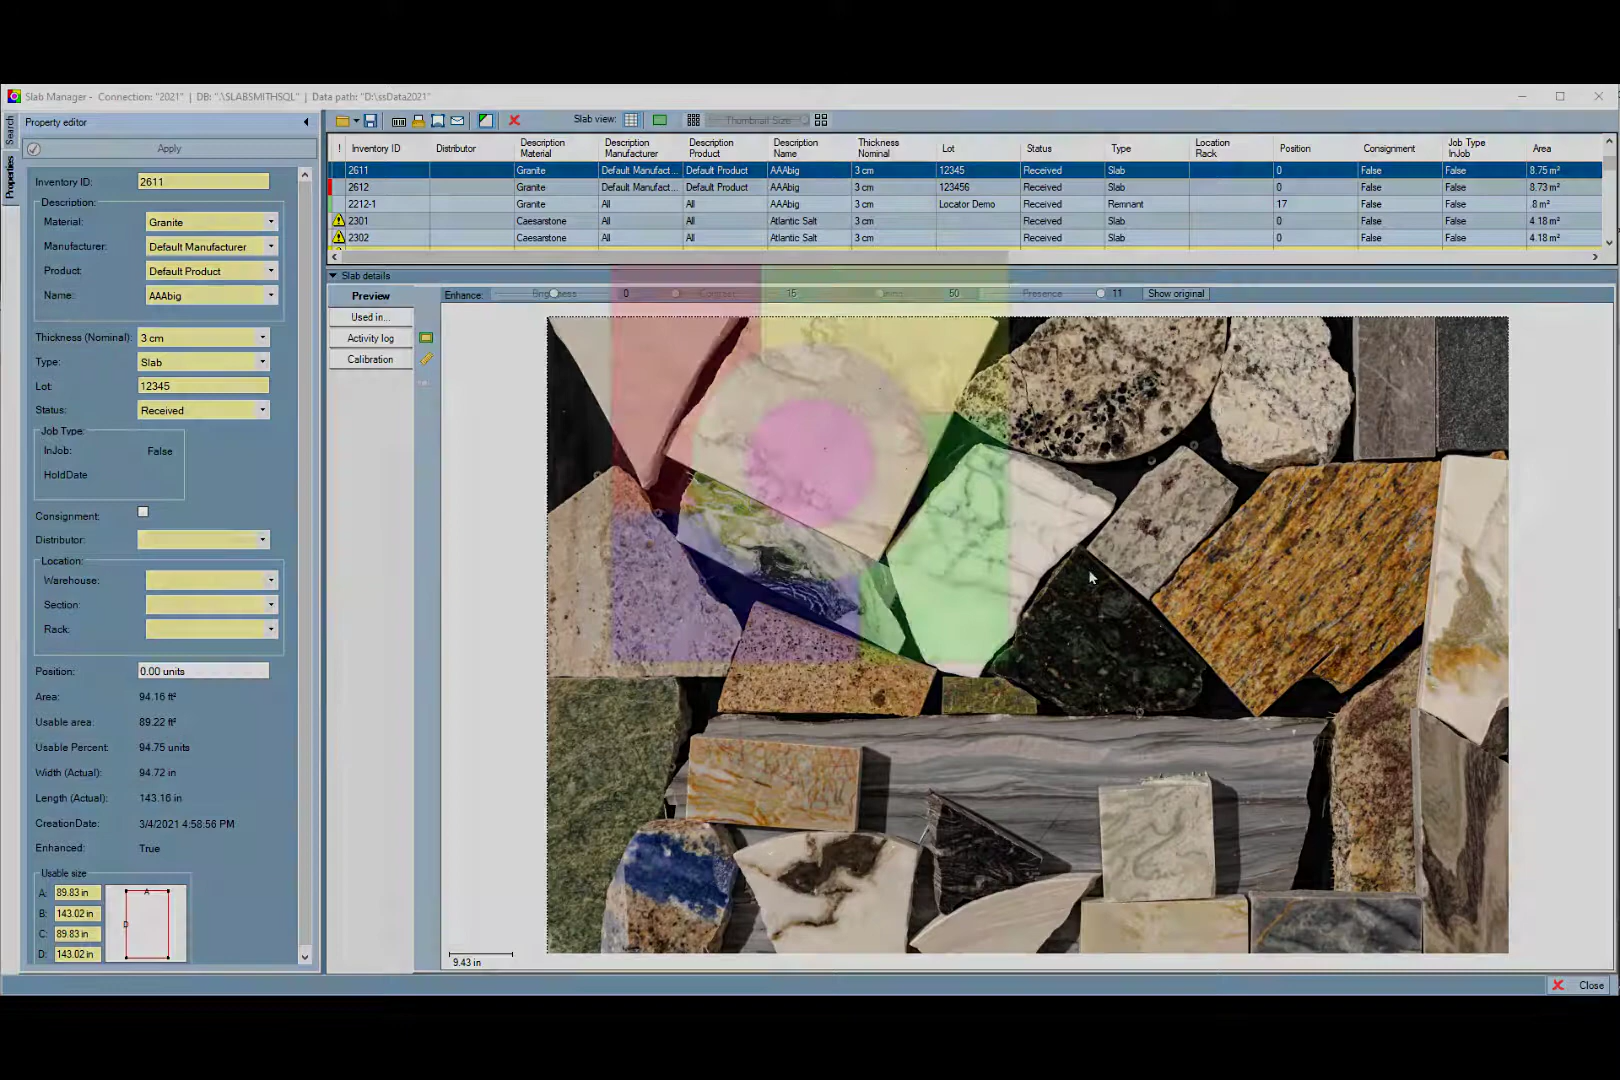 Slab Manager - Connection: "2021" | DB: ".\SLABSMITHSQL" | Data path: "D:\ssData2021"
Search
Properties
Property editor
Apply
Inventory ID: 2611
Description:
Material: Granite
Manufacturer: Default Manufacturer
Product: Default Product
Name: AAAbig
Thickness (Nominal): 3 cm
Type: Slab
Lot: 12345
Status: Received
Job Type:
InJob: False
HoldDate
Consignment:
Distributor:
Location:
Warehouse:
Section:
Rack:
Position: 0.00 units
Area: 94.16 ft²
Usable area: 89.22 ft²
Usable Percent: 94.75 units
Width (Actual): 94.72 in
Length (Actual): 143.16 in
CreationDate: 3/4/2021 4:58:56 PM
Enhanced: True
Usable size
A: 89.83 in
B: 143.02 in
C: 89.83 in
D: 143.02 in
A
D
Slab view: Thumbnail Size
! Inventory ID Distributor Description Material Description Manufacturer Description Product Description Name Thickness Nominal Lot Status Type Location Rack Position Consignment Job Type InJob Area
2611 Granite Default Manufact... Default Product AAAbig 3 cm 12345 Received Slab 0 False False 8.75 m²
2612 Granite Default Manufact... Default Product AAAbig 3 cm 123456 Received Slab 0 False False 8.73 m²
2212-1 Granite All All AAAbig 3 cm Locator Demo Received Remnant 17 False False .8 m²
2301 Caesarstone All All Atlantic Salt 3 cm Received Slab 0 False False 4.18 m²
2302 Caesarstone All All Atlantic Salt 3 cm Received Slab 0 False False 4.18 m²
Slab details
Preview
Used in...
Activity log
Calibration
Enhance: Brightness 0 Contrast 15 50 Presence 11 Show original
9.43 in
Close